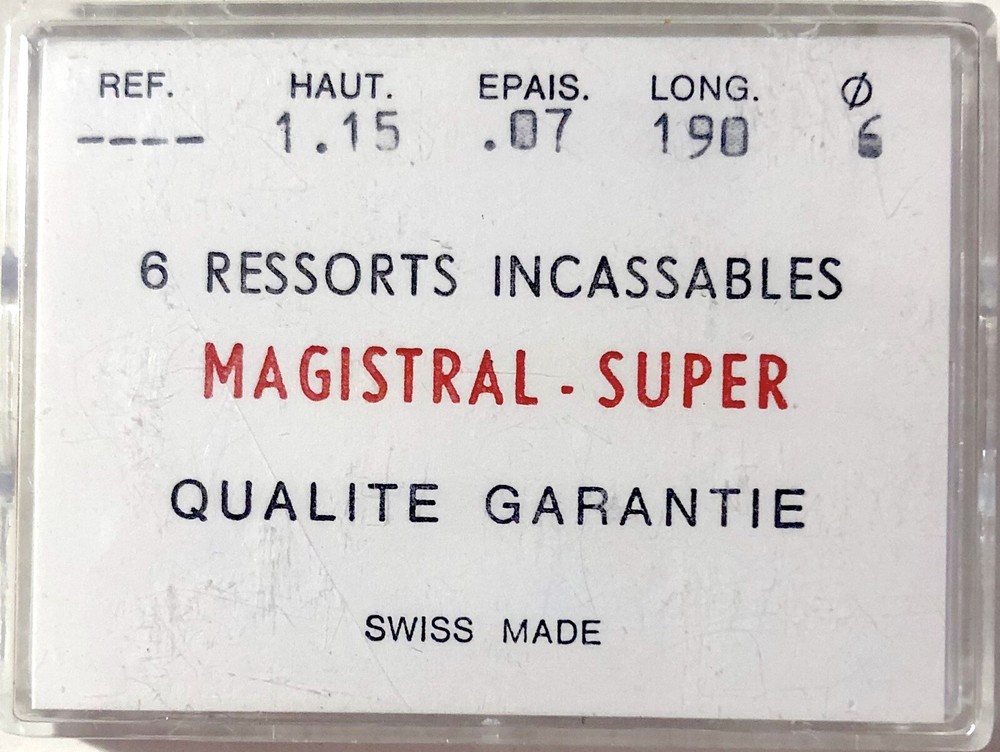 REF. HAUT. EPAIS. LONG. Ø
---- 1.15 .07 190 6
6 RESSORTS INCASSABLES
MAGISTRAL - SUPER
QUALITE GARANTIE
SWISS MADE